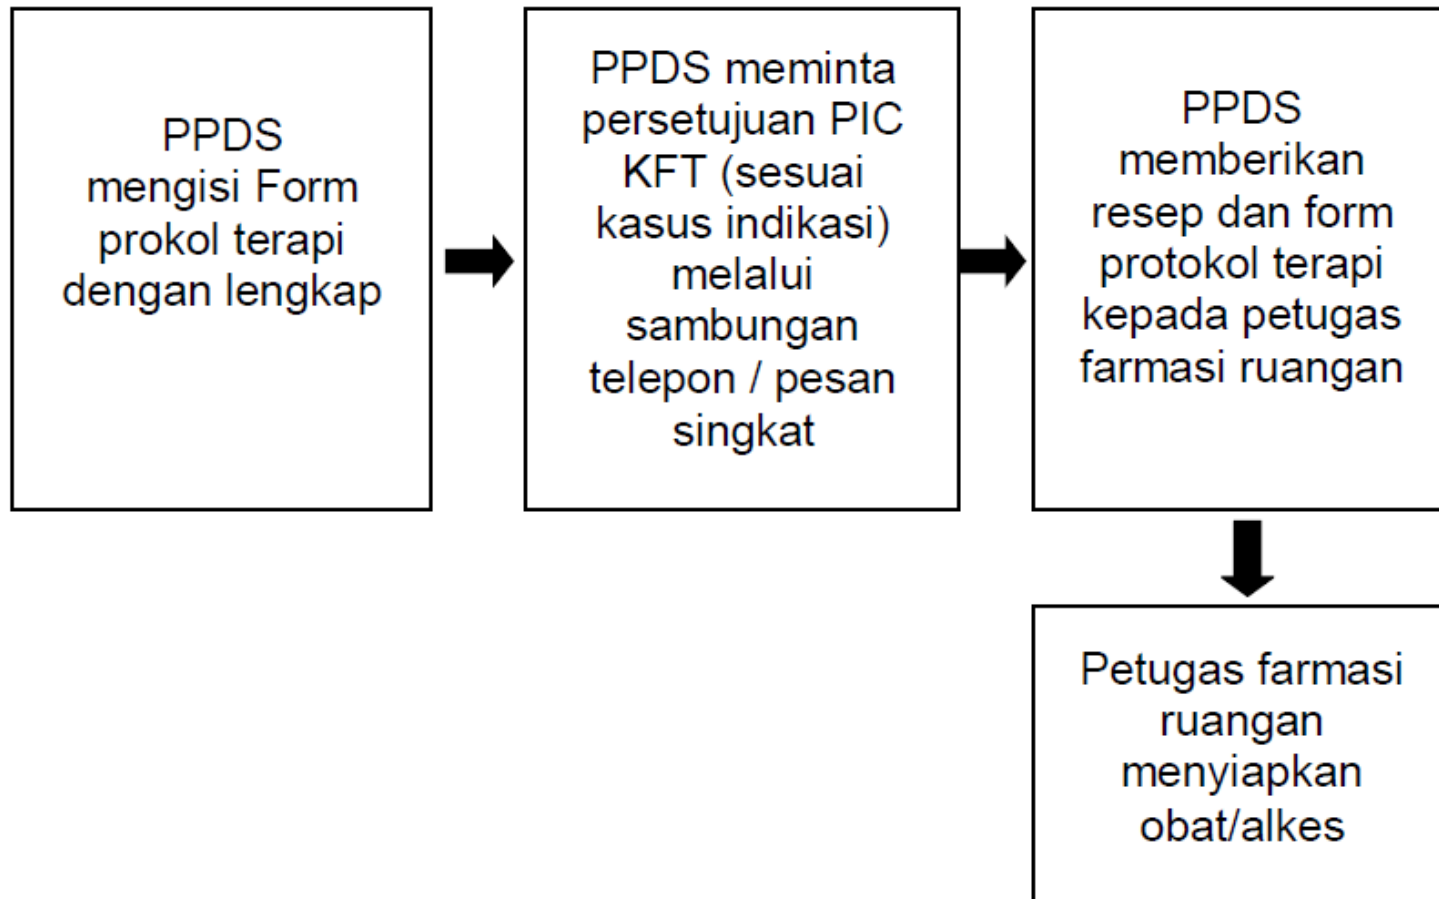 PPDS
mengisi Form
prokol terapi
dengan lengkap
PPDS meminta
persetujuan PIC
KFT (sesuai
kasus indikasi)
melalui
sambungan
telepon / pesan
singkat
PPDS
memberikan
resep dan form
protokol terapi
kepada petugas
farmasi ruangan
Petugas farmasi
ruangan
menyiapkan
obat/alkes